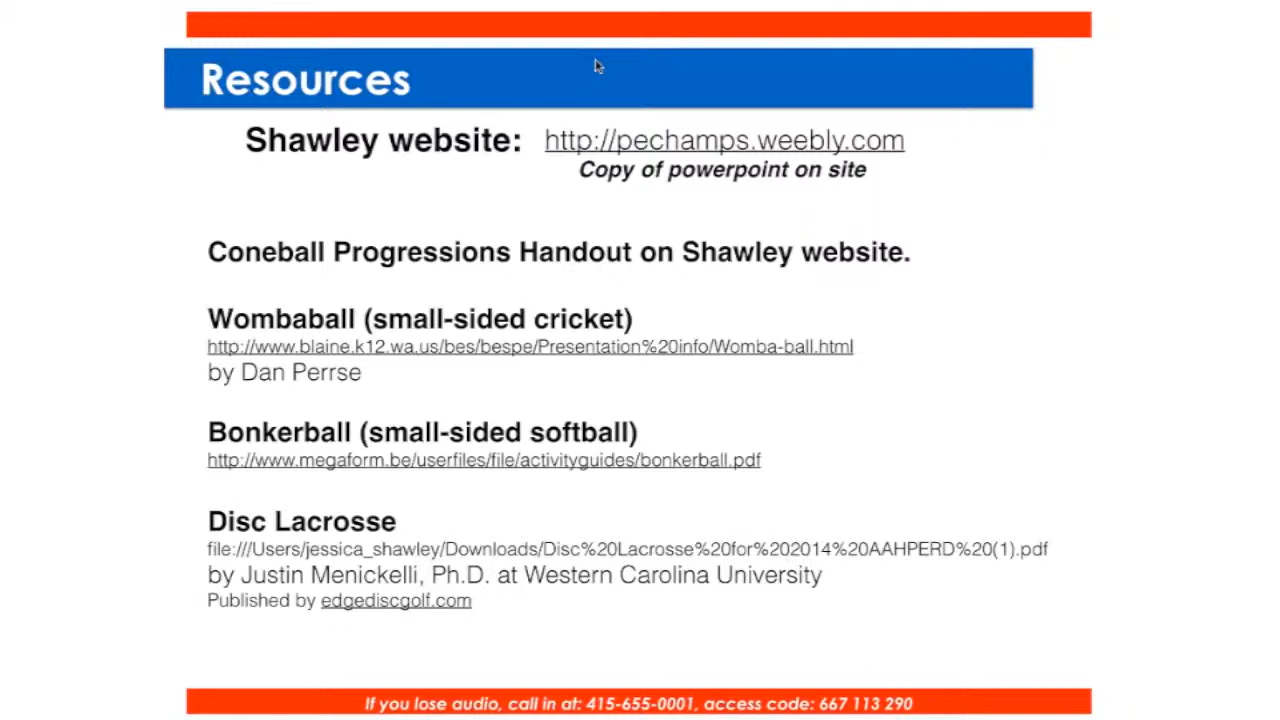 Resources
Shawley website: http://pechamps.weebly.com
Copy of powerpoint on site
Coneball Progressions Handout on Shawley website.
Wombaball (small-sided cricket)
http://www.blaine.k12.wa.us/bes/bespe/Presentation%20info/Womba-ball.html
by Dan Perrse
Bonkerball (small-sided softball)
http://www.megaform.be/userfiles/file/activityguides/bonkerball.pdf
Disc Lacrosse
file:///Users/jessica_shawley/Downloads/Disc%20Lacrosse%20for%202014%20AAHPERD%20(1).pdf
by Justin Menickelli, Ph.D. at Western Carolina University
Published by edgediscgolf.com
If you lose audio, call in at: 415-655-0001, access code: 667 113 290